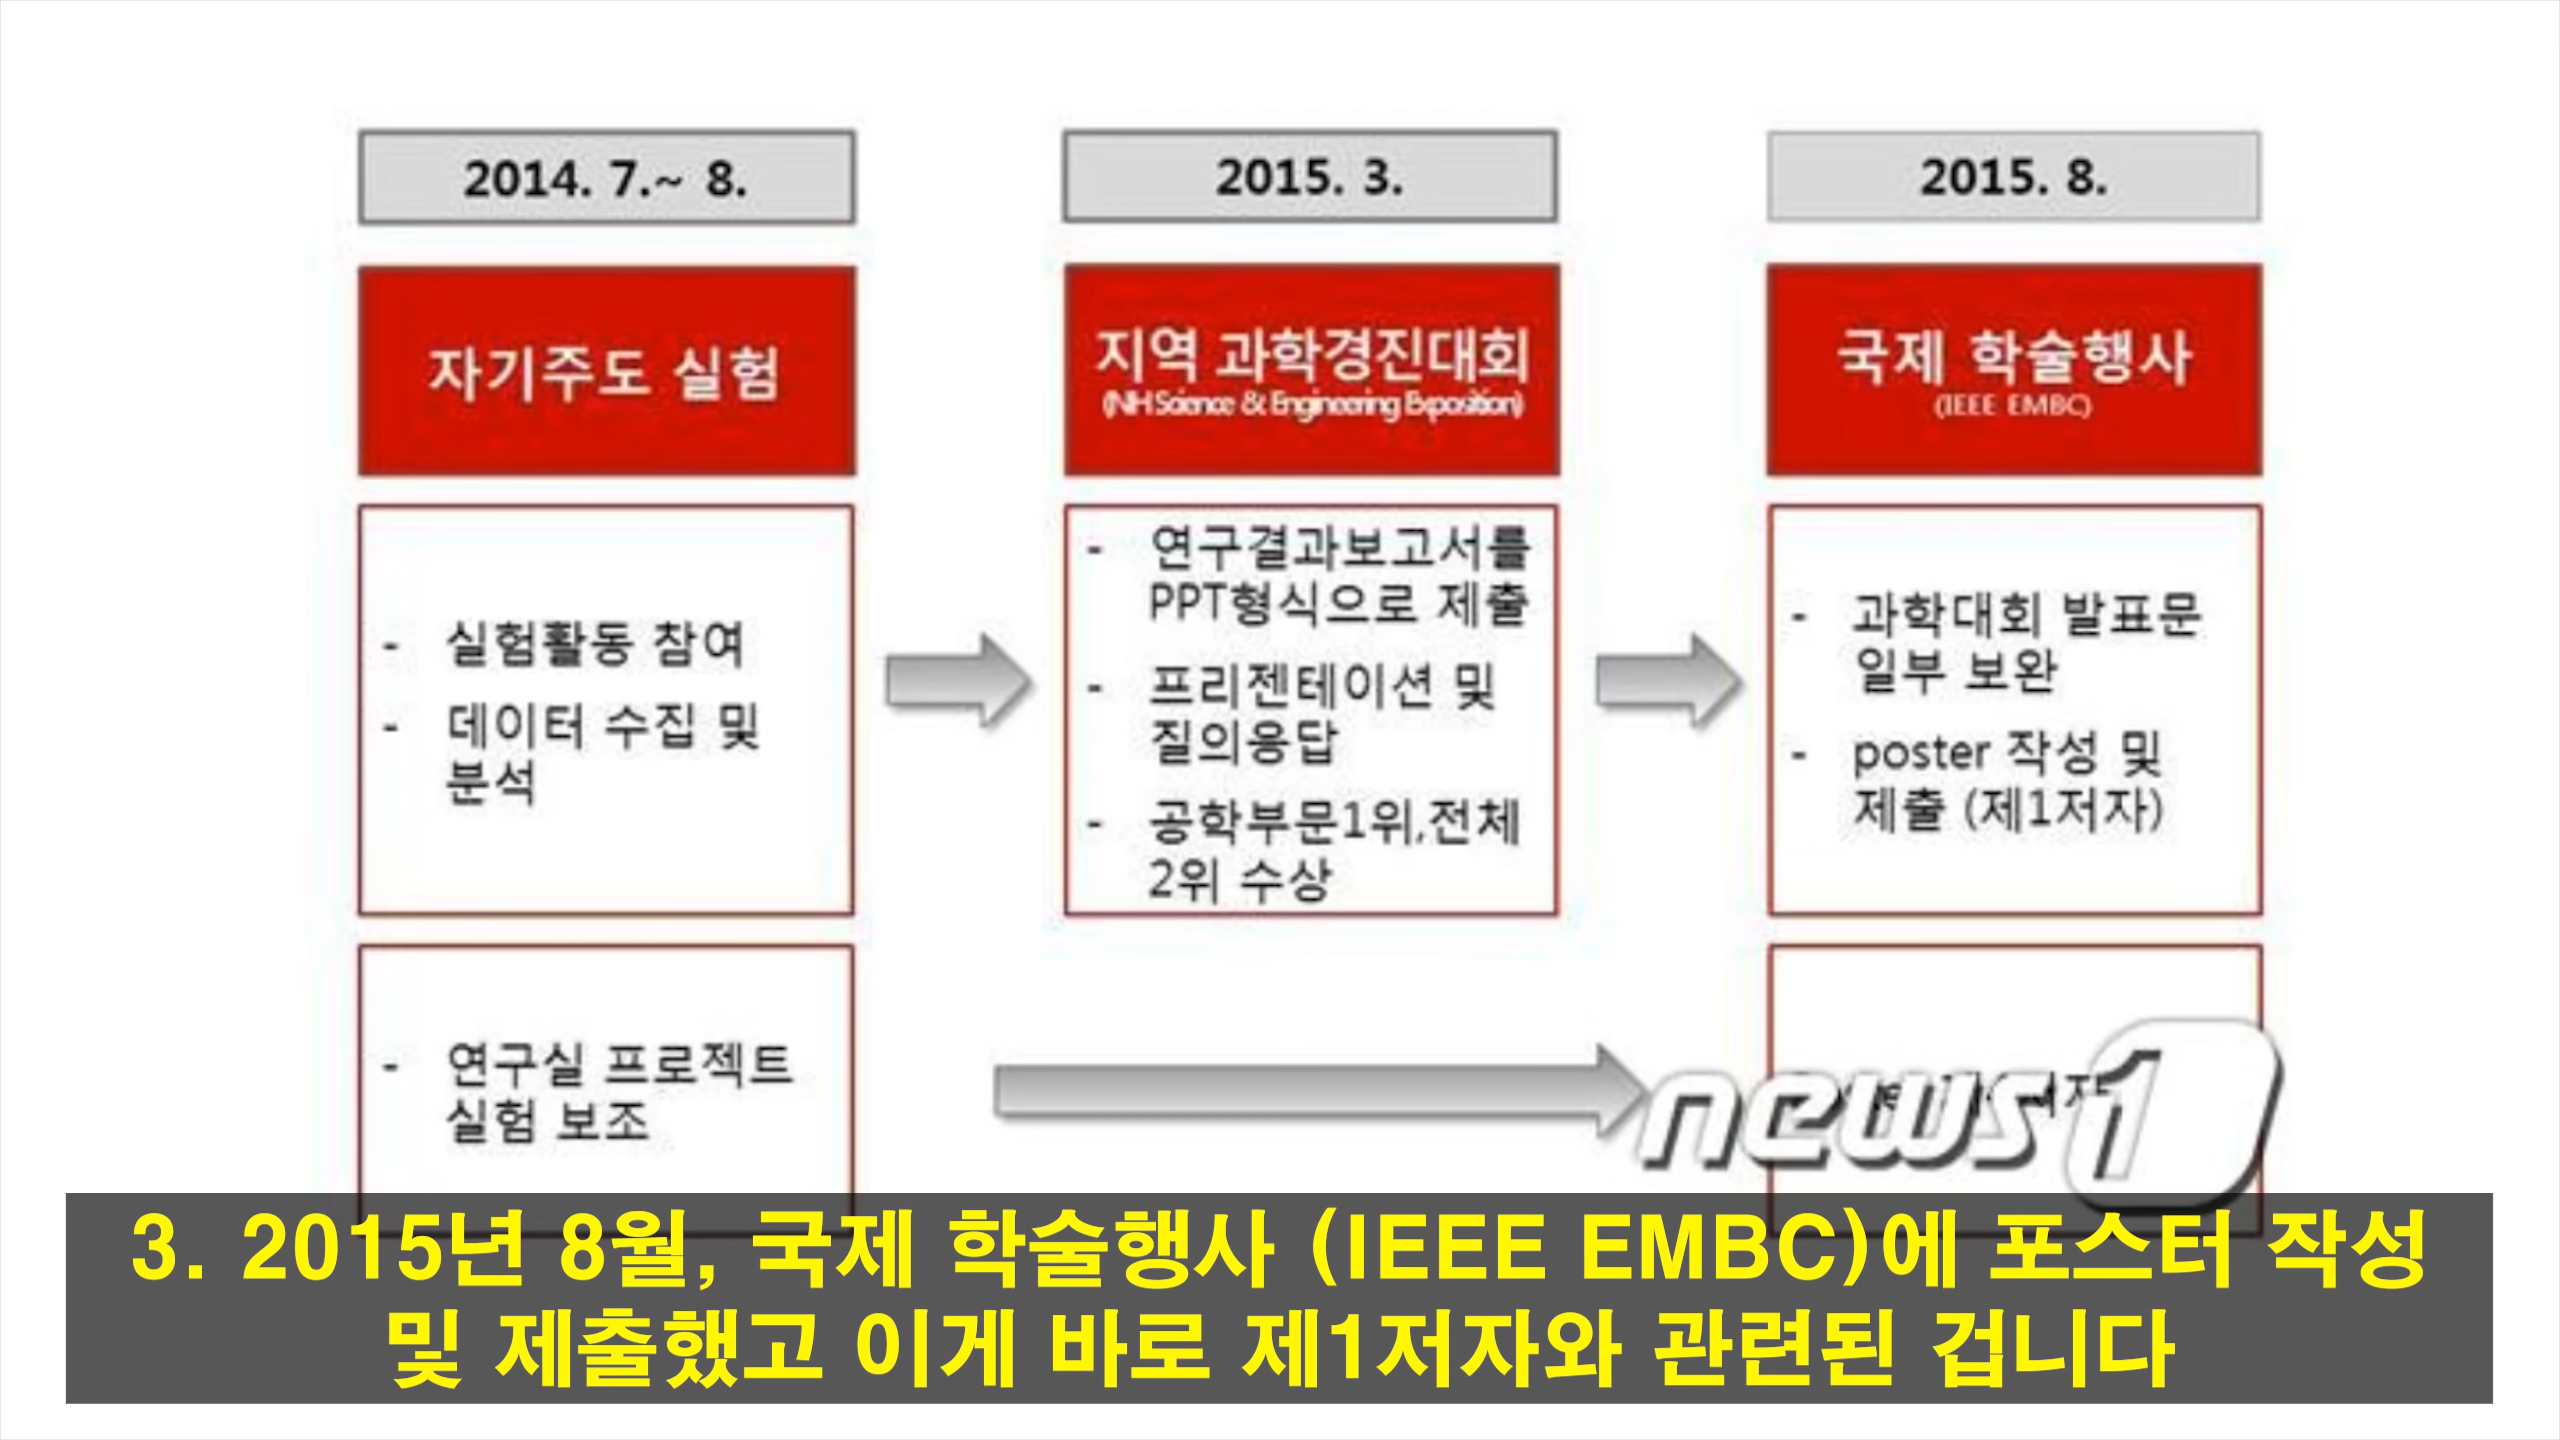 2014. 7.~ 8.
자기주도 실험
- 실험활동 참여
- 데이터 수집 및
분석
- 연구실 프로젝트
실험 보조
2015. 3.
지역 과학경진대회
(NH Science & Engineering Exposition)
- 연구결과보고서를
PPT형식으로 제출
- 프리젠테이션 및
질의응답
- 공학부문1위,전체
2위 수상
2015. 8.
국제 학술행사
(IEEE EMBC)
- 과학대회 발표문
일부 보완
- poster 작성 및
제출 (제1저자)
news1
3. 2015년 8월, 국제 학술행사 (IEEE EMBC)에 포스터 작성
및 제출했고 이게 바로 제1저자와 관련된 겁니다